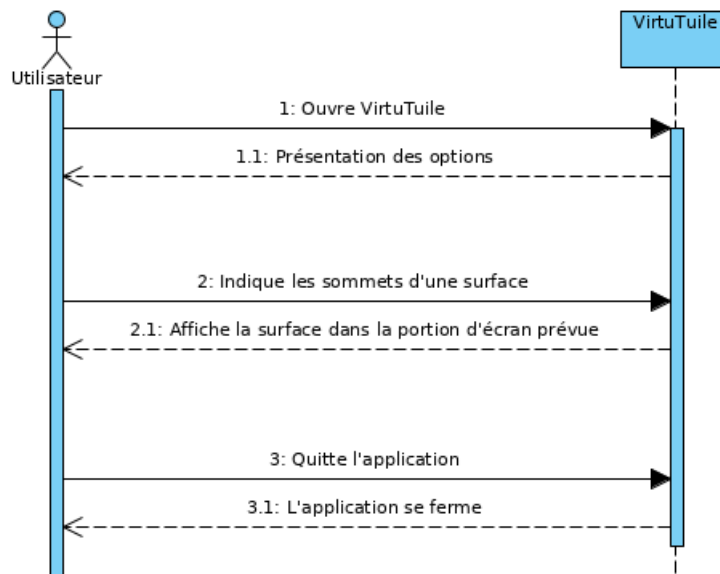 VirtuTuile
Utilisateur
1: Ouvre VirtuTuile
1.1: Présentation des options
2: Indique les sommets d'une surface
2.1: Affiche la surface dans la portion d'écran prévue
3: Quitte l'application
3.1: L'application se ferme